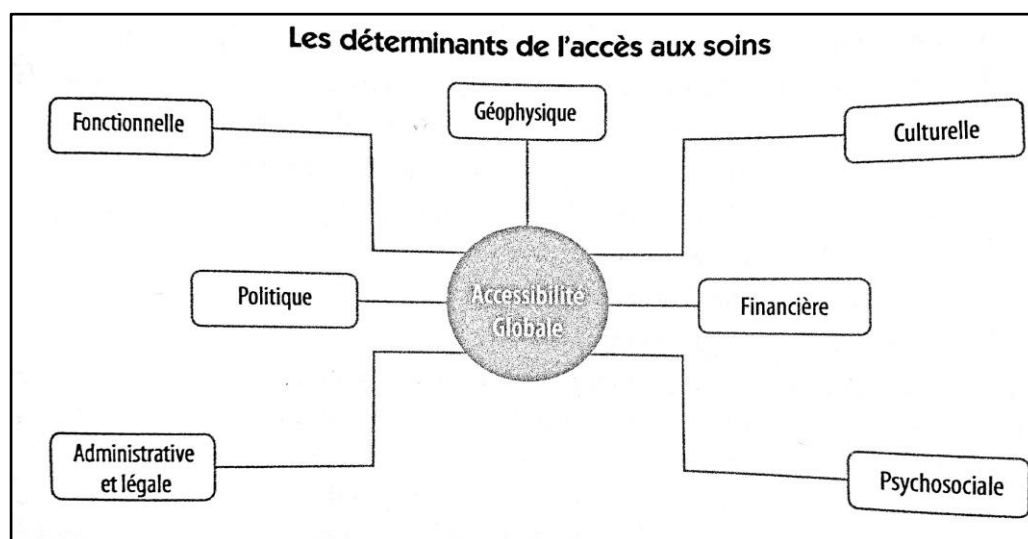 Les déterminants de l'accès aux soins
Fonctionnelle
Géophysique
Culturelle
Politique
Accessibilité
Globale
Financière
Administrative
et légale
Psychosociale